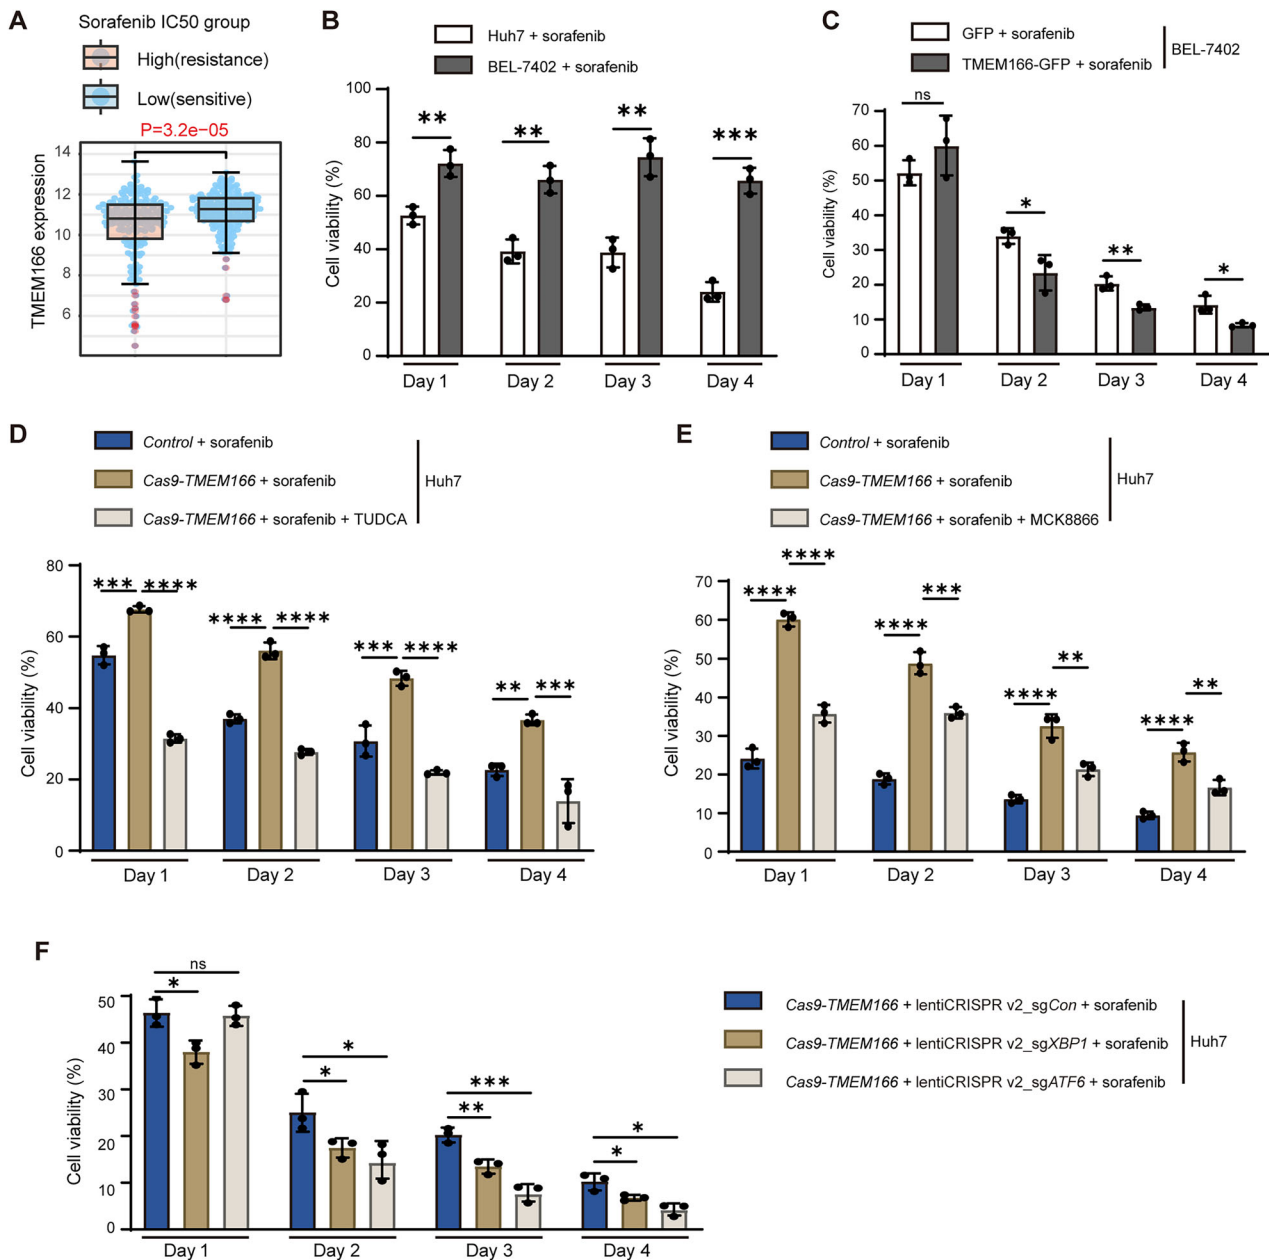 A
Sorafenib IC50 group
High(resistance)
Low(sensitive)
P=3.2e−05
TMEM166 expression
14
12
10
8
6
B
Huh7 + sorafenib
BEL-7402 + sorafenib
Cell viability (%)
100
80
60
40
20
0
** ** ** ***
Day 1 Day 2 Day 3 Day 4
C
GFP + sorafenib
TMEM166-GFP + sorafenib
BEL-7402
Cell viability (%)
70
60
50
40
30
20
10
0
ns * ** *
Day 1 Day 2 Day 3 Day 4
D
Control + sorafenib
Cas9-TMEM166 + sorafenib
Cas9-TMEM166 + sorafenib + TUDCA
Huh7
Cell viability (%)
80
60
40
20
0
*** **** **** **** *** **** ** ***
Day 1 Day 2 Day 3 Day 4
E
Control + sorafenib
Cas9-TMEM166 + sorafenib
Cas9-TMEM166 + sorafenib + MCK8866
Huh7
Cell viability (%)
70
60
50
40
30
20
10
0
**** **** **** *** **** ** **** **
Day 1 Day 2 Day 3 Day 4
F
Cell viability (%)
50
40
30
20
10
0
ns
* * * *** ** * *
Day 1 Day 2 Day 3 Day 4
Cas9-TMEM166 + lentiCRISPR v2_sgCon + sorafenib
Cas9-TMEM166 + lentiCRISPR v2_sgXBP1 + sorafenib
Cas9-TMEM166 + lentiCRISPR v2_sgATF6 + sorafenib
Huh7